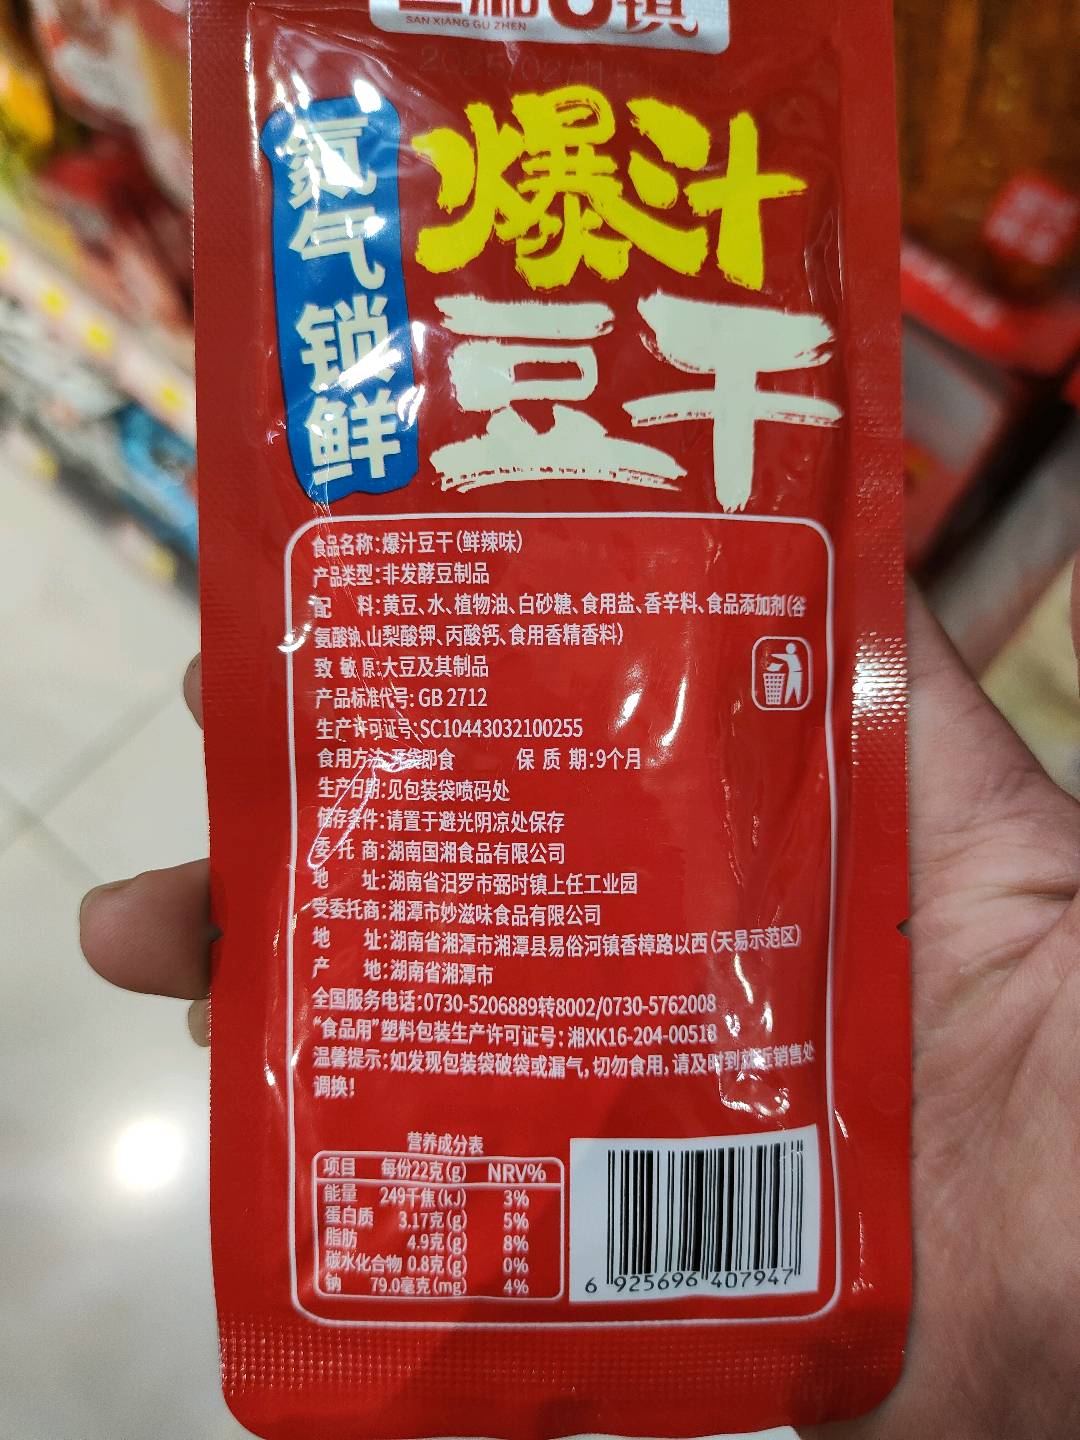 SAN XIANG GU ZHEN
氮气锁鲜
爆汁
豆干
食品名称:爆汁豆干(鲜辣味)
产品类型:非发酵豆制品
配 料:黄豆、水、植物油、白砂糖、食用盐、香辛料、食品添加剂(谷
氨酸钠、山梨酸钾、丙酸钙、食用香精香料)
致敏原:大豆及其制品
产品标准代号: GB 2712
生产许可证号:SC10443032100255
食用方法:开袋即食 保质期:9个月
生产日期:见包装袋喷码处
储存条件:请置于避光阴凉处保存
委托商:湖南国湘食品有限公司
地 址:湖南省汨罗市弼时镇上任工业园
受委托商:湘潭市妙滋味食品有限公司
地 址:湖南省湘潭市湘潭县易俗河镇香樟路以西(天易示范区)
产 地:湖南省湘潭市
全国服务电话:0730-5206889转8002/0730-5762008
“食品用”塑料包装生产许可证号: 湘XK16-204-00518
温馨提示:如发现包装袋破袋或漏气,切勿食用,请及时到就近销售处
调换!
营养成分表
项目 每份22克(g) NRV%
能量 249千焦(kJ) 3%
蛋白质 3.17克(g) 5%
脂肪 4.9克(g) 8%
碳水化合物 0.8克(g) 0%
钠 79.0毫克(mg) 4%
6 925696 407947